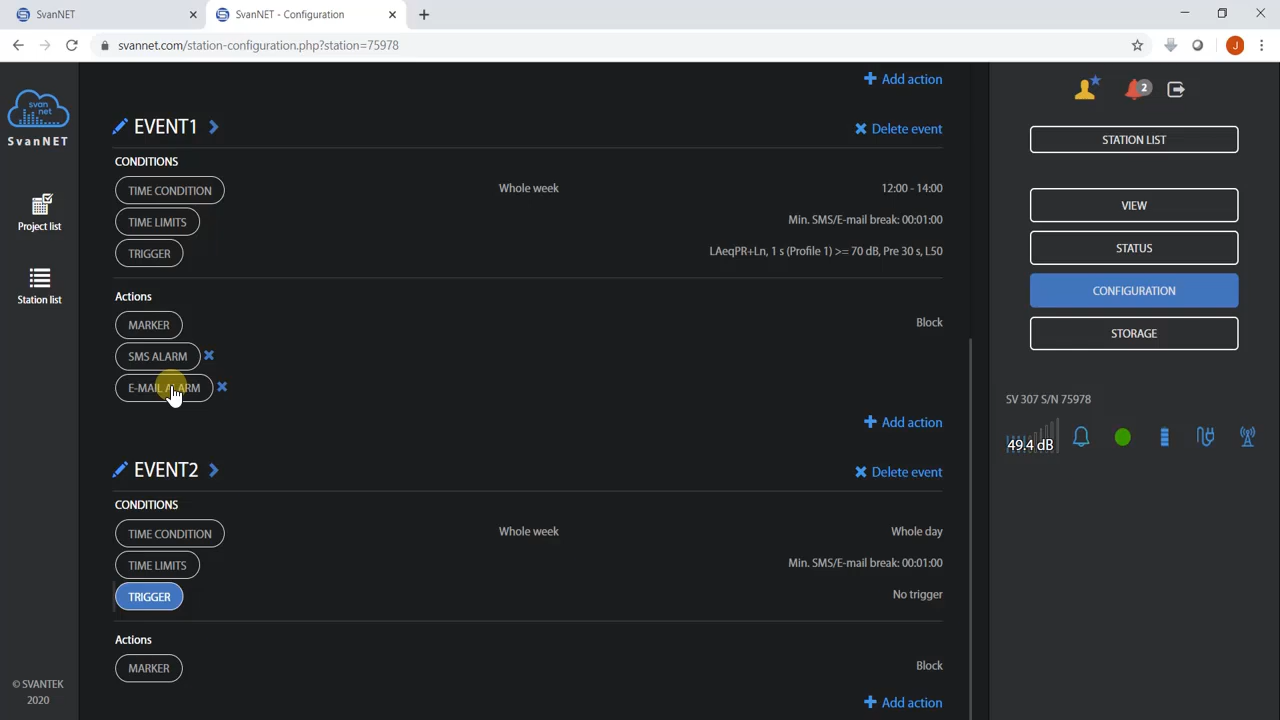 SvanNET
SvanNET - Configuration
svannet.com/station-configuration.php?station=75978
J
svan
net
SvanNET
Project list
Station list
© SVANTEK
2020
Add action
EVENT1
Delete event
CONDITIONS
TIME CONDITION Whole week 12:00 - 14:00
TIME LIMITS Min. SMS/E-mail break: 00:01:00
TRIGGER LAeqPR+Ln, 1 s (Profile 1) >= 70 dB, Pre 30 s, L50
Actions
MARKER Block
SMS ALARM
E-MAIL ALARM
Add action
EVENT2
Delete event
CONDITIONS
TIME CONDITION Whole week Whole day
TIME LIMITS Min. SMS/E-mail break: 00:01:00
TRIGGER No trigger
Actions
MARKER Block
Add action
2
STATION LIST
VIEW
STATUS
CONFIGURATION
STORAGE
SV 307 S/N 75978
49.4 dB